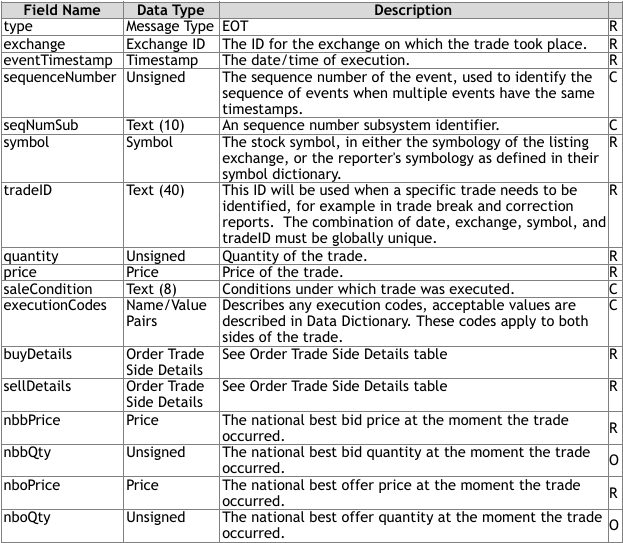 Field Name Data Type Description
type Message Type EOT R
exchange Exchange ID The ID for the exchange on which the trade took place. R
eventTimestamp Timestamp The date/time of execution. R
sequenceNumber Unsigned The sequence number of the event, used to identify the C
sequence of events when multiple events have the same
timestamps.
seqNumSub Text (10) An sequence number subsystem identifier. C
symbol Symbol The stock symbol, in either the symbology of the listing R
exchange, or the reporter's symbology as defined in their
symbol dictionary.
tradeID Text (40) This ID will be used when a specific trade needs to be R
identified, for example in trade break and correction
reports. The combination of date, exchange, symbol, and
tradeID must be globally unique.
quantity Unsigned Quantity of the trade. R
price Price Price of the trade. R
saleCondition Text (8) Conditions under which trade was executed. C
executionCodes Name/Value Describes any execution codes, acceptable values are C
Pairs described in Data Dictionary. These codes apply to both
sides of the trade.
buyDetails Order Trade See Order Trade Side Details table R
Side Details
sellDetails Order Trade See Order Trade Side Details table R
Side Details
nbbPrice Price The national best bid price at the moment the trade
occurred. R
nbbQty Unsigned The national best bid quantity at the moment the trade
occurred. O
nboPrice Price The national best offer price at the moment the trade
occurred. R
nboQty Unsigned The national best offer quantity at the moment the trade
occurred. O